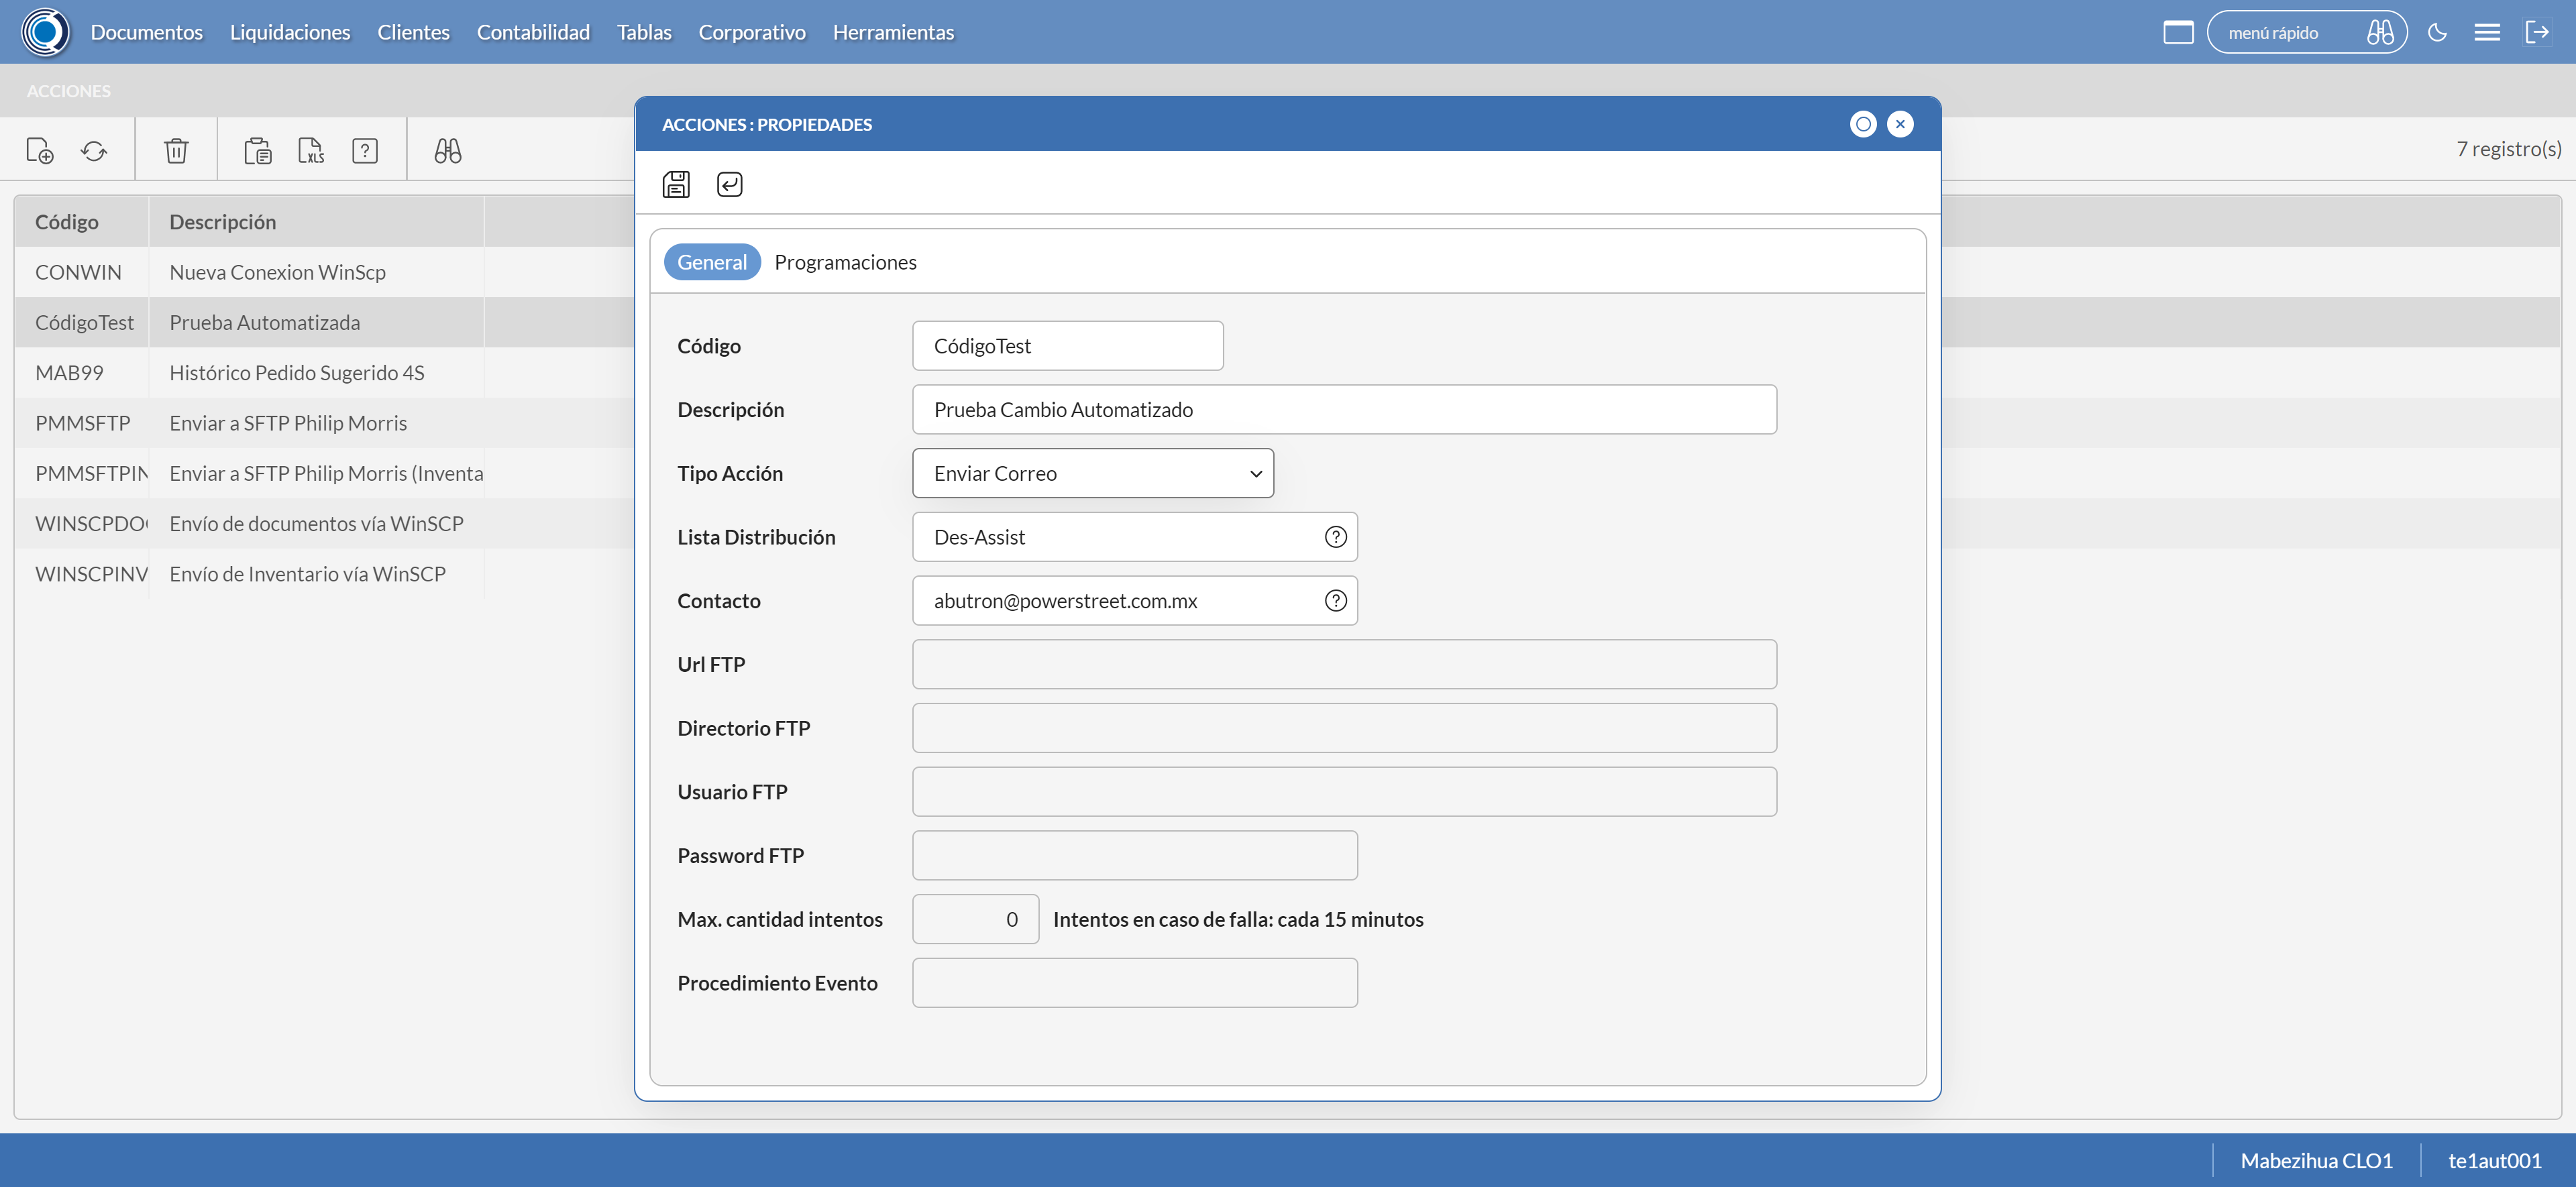 Documentos Liquidaciones Clientes Contabilidad Tablas Corporativo Herramientas menú rápido
ACCIONES
XLS ? 7 registro(s)
Código Descripción
CONWIN Nueva Conexion WinScp
CódigoTest Prueba Automatizada
MAB99 Histórico Pedido Sugerido 4S
PMMSFTP Enviar a SFTP Philip Morris
PMMSFTPIN Enviar a SFTP Philip Morris (Inventa
WINSCPDO Envío de documentos vía WinSCP
WINSCPINV Envío de Inventario vía WinSCP
ACCIONES : PROPIEDADES
General Programaciones
Código CódigoTest
Descripción Prueba Cambio Automatizado
Tipo Acción Enviar Correo
Lista Distribución Des-Assist ?
Contacto abutron@powerstreet.com.mx ?
Url FTP
Directorio FTP
Usuario FTP
Password FTP
Max. cantidad intentos 0 Intentos en caso de falla: cada 15 minutos
Procedimiento Evento
Mabezihua CLO1 te1aut001